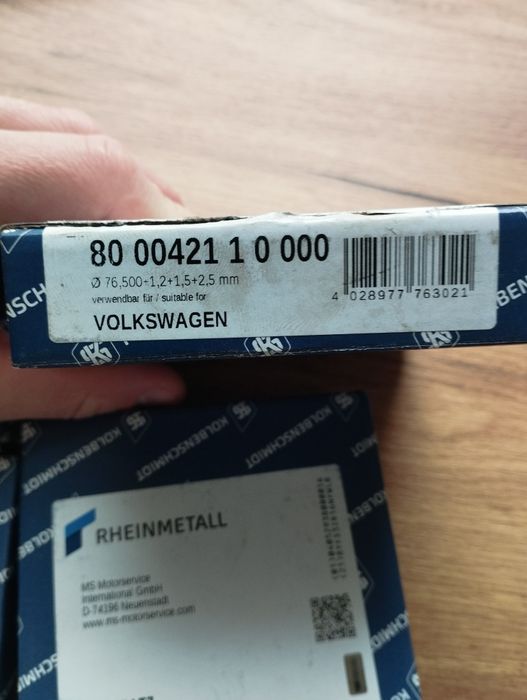 80 00421 1 0 000
Ø 76,500+1,2+1,5+2,5 mm
verwendbar für / suitable for
VOLKSWAGEN
4 028977 763021
KOLBENSCHMIDT
KOLBENSCHMIDT
RHEINMETALL
MS Motorservice
International GmbH
D-74196 Neuenstadt
www.ms-motorservice.com